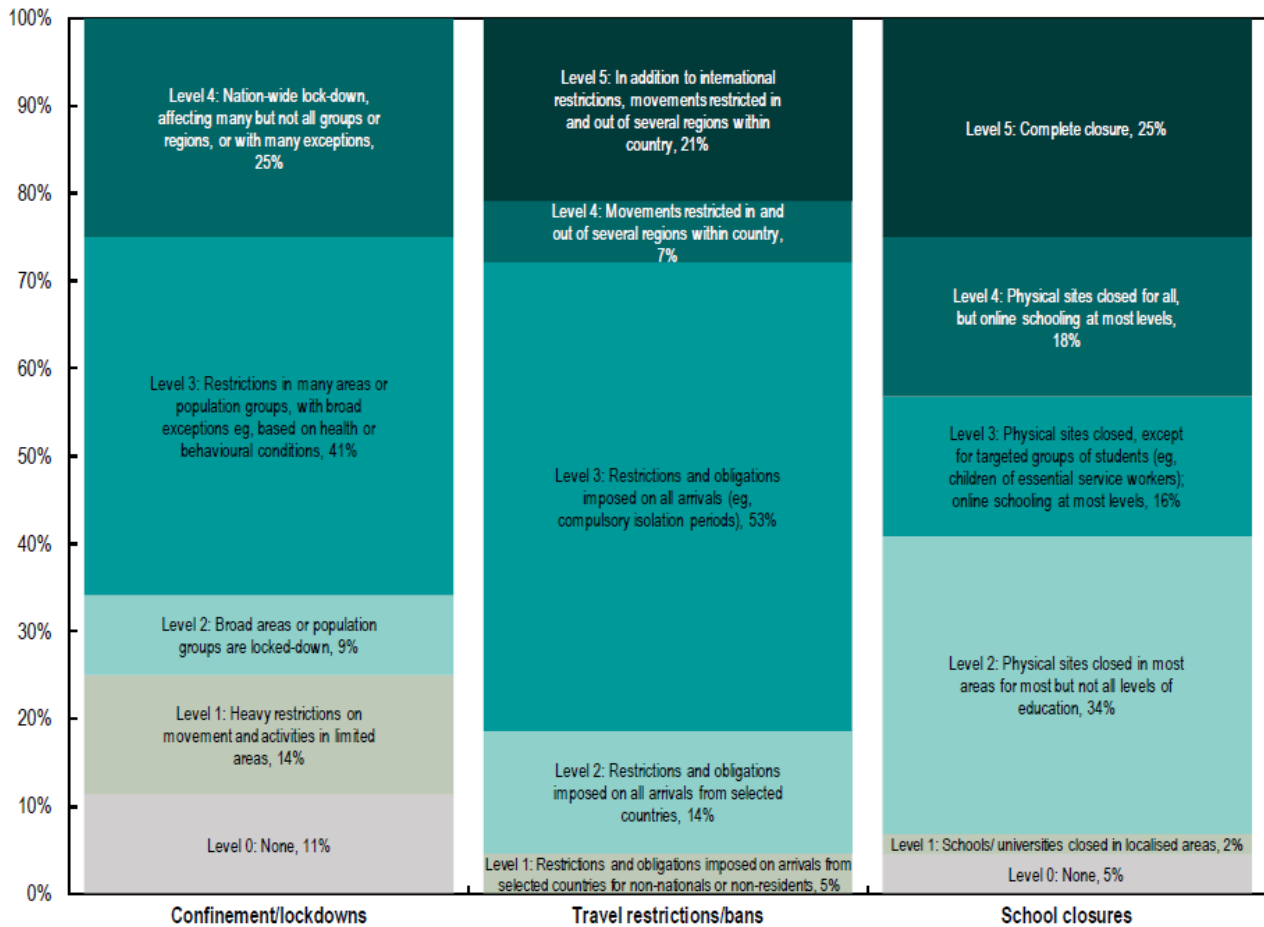 100%
90%
80%
70%
60%
50%
40%
30%
20%
10%
0%
Level 4: Nation-wide lock-down,
affecting many but not all groups or
regions, or with many exceptions,
25%
Level 3: Restrictions in many areas or
population groups, with broad
exceptions eg, based on health or
behavioural conditions, 41%
Level 2: Broad areas or population
groups are locked-down, 9%
Level 1: Heavy restrictions on
movement and activities in limited
areas, 14%
Level 0: None, 11%
Confinement/lockdowns
Level 5: In addition to international
restrictions, movements restricted in
and out of several regions within
country, 21%
Level 4: Movements restricted in and
out of several regions within country,
7%
Level 3: Restrictions and obligations
imposed on all arrivals (eg,
compulsory isolation periods), 53%
Level 2: Restrictions and obligations
imposed on all arrivals from selected
countries, 14%
Level 1: Restrictions and obligations imposed on arrivals from
selected countries for non-nationals or non-residents, 5%
Travel restrictions/bans
Level 5: Complete closure, 25%
Level 4: Physical sites closed for all,
but online schooling at most levels,
18%
Level 3: Physical sites closed, except
for targeted groups of students (eg,
children of essential service workers);
online schooling at most levels, 16%
Level 2: Physical sites closed in most
areas for most but not all levels of
education, 34%
Level 1: Schools/ universities closed in localised areas, 2%
Level 0: None, 5%
School closures